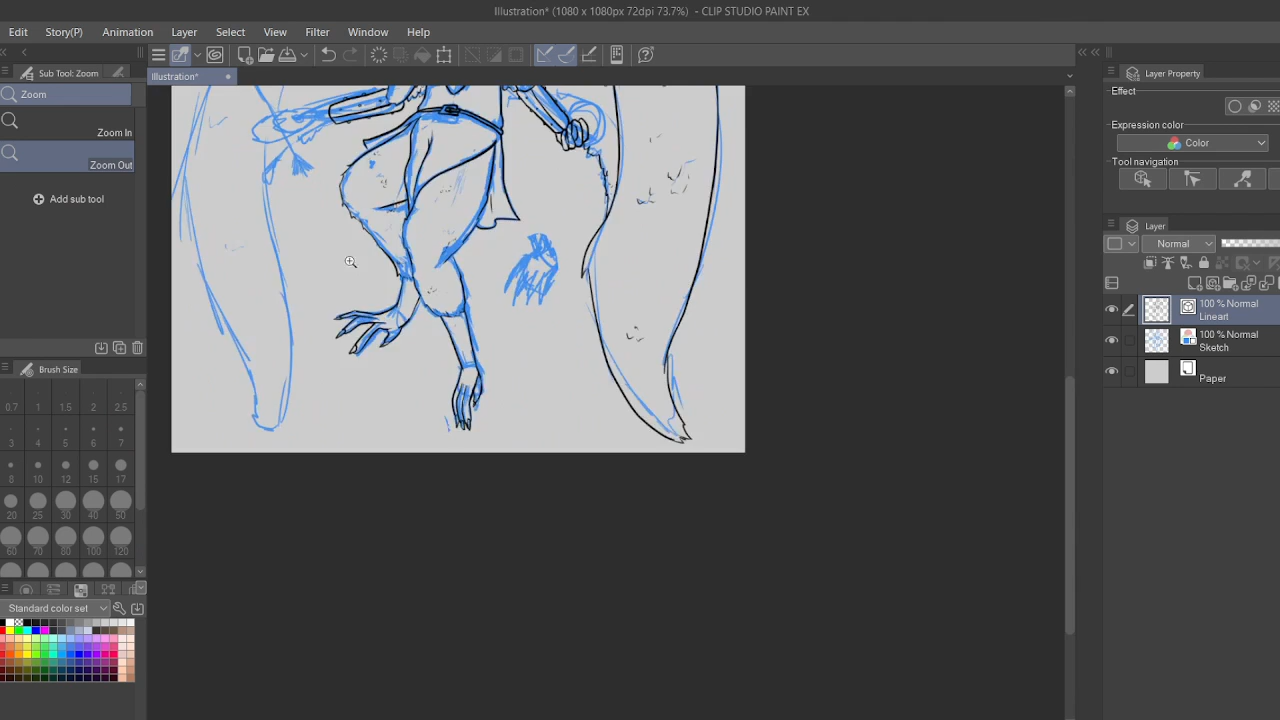 Illustration* (1080 x 1080px 72dpi 73.7%) - CLIP STUDIO PAINT EX
Edit Story(P) Animation Layer Select View Filter Window Help
Illustration*
Sub Tool: Zoom
Zoom
Zoom In
Zoom Out
Add sub tool
Brush Size
0.7 1 1.5 2 2.5
3 4 5 6 7
8 10 12 15 17
20 25 30 40 50
60 70 80 100 120
Standard color set
Layer Property
Effect
Expression color
Color
Tool navigation
Layer
Normal
100 % Normal
Lineart
100 % Normal
Sketch
Paper